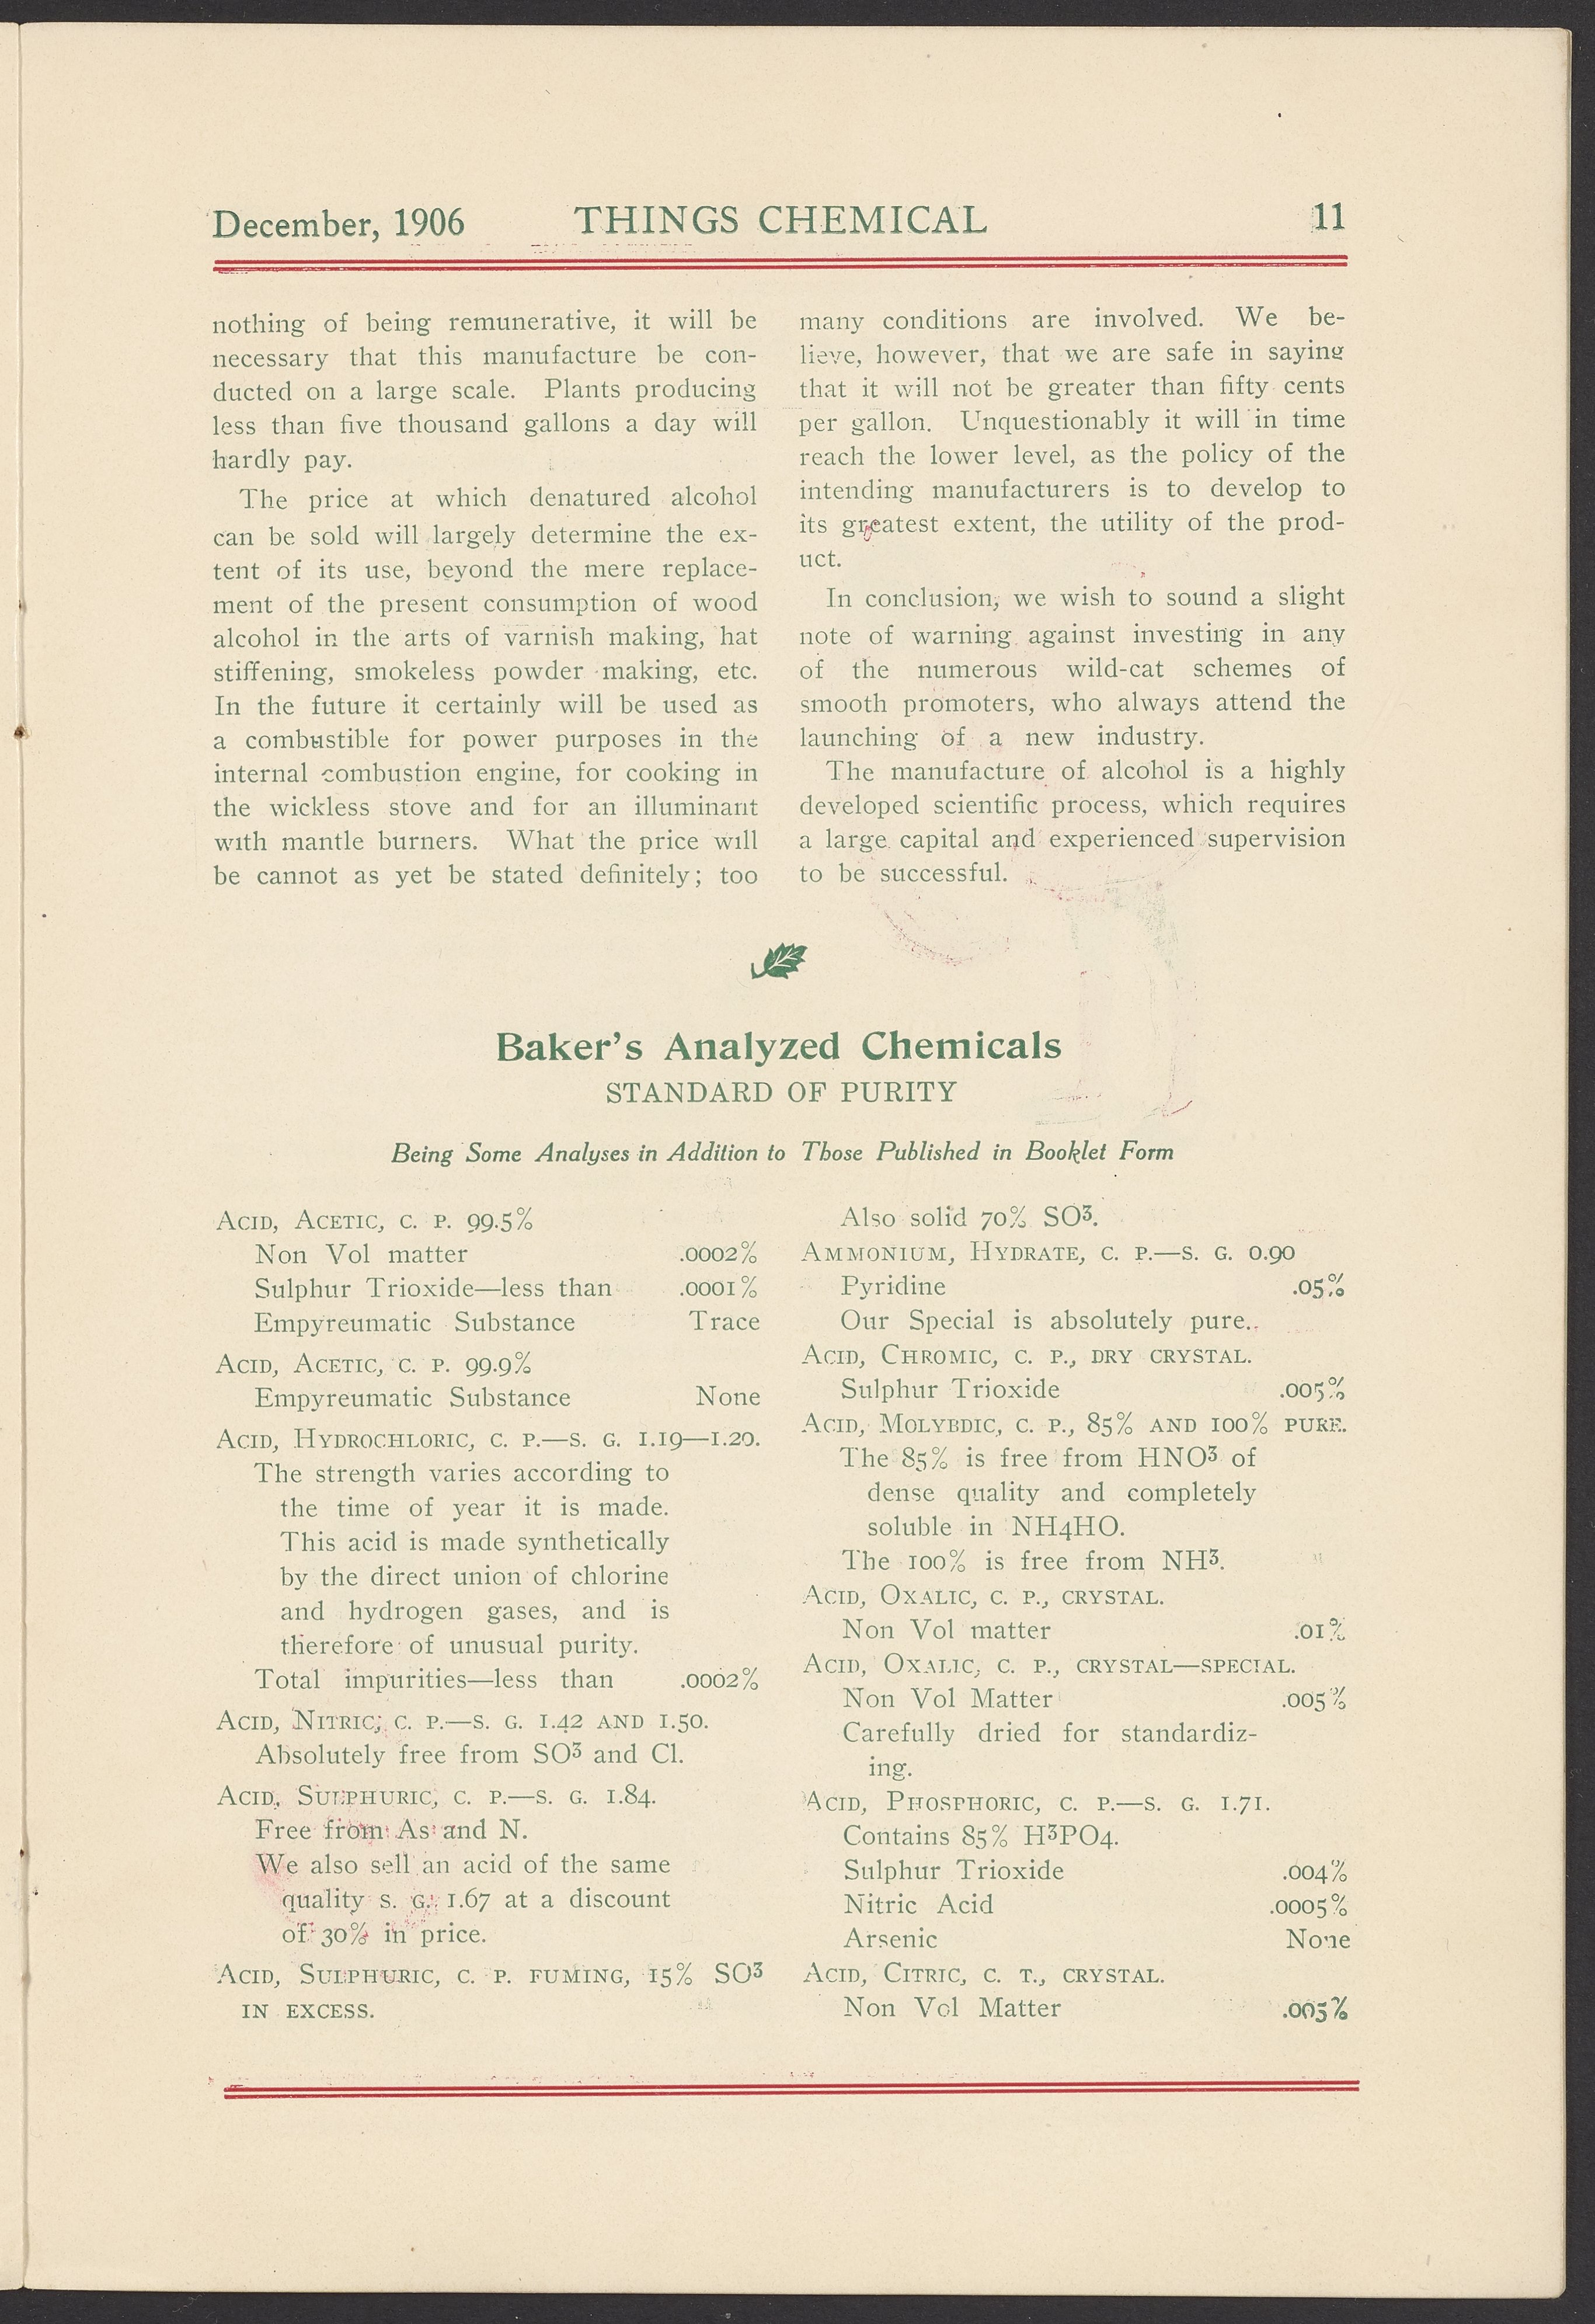 December, 1906 THINGS CHEMICAL 11
nothing of being remunerative, it will be
necessary that this manufacture be con-
ducted on a large scale. Plants producing
less than five thousand gallons a day will
hardly pay.
The price at which denatured alcohol
can be sold will largely determine the ex-
tent of its use, beyond the mere replace-
ment of the present consumption of wood
alcohol in the arts of varnish making, hat
stiffening, smokeless powder making, etc.
In the future it certainly will be used as
a combustible for power purposes in the
internal combustion engine, for cooking in
the wickless stove and for an illuminant
with mantle burners. What the price will
be cannot as yet be stated definitely; too
many conditions are involved. We be-
lieve, however, that we are safe in saying
that it will not be greater than fifty cents
per gallon. Unquestionably it will in time
reach the lower level, as the policy of the
intending manufacturers is to develop to
its greatest extent, the utility of the prod-
uct.
In conclusion, we wish to sound a slight
note of warning against investing in any
of the numerous wild-cat schemes of
smooth promoters, who always attend the
launching of a new industry.
The manufacture of alcohol is a highly
developed scientific process, which requires
a large capital and experienced supervision
to be successful.
Baker's Analyzed Chemicals
STANDARD OF PURITY
Being Some Analyses in Addition to Those Published in Booklet Form
ACID, ACETIC, C. P. 99.5%
Non Vol matter .0002%
Sulphur Trioxide—less than .0001%
Empyreumatic Substance Trace
ACID, ACETIC, C. P. 99.9%
Empyreumatic Substance None
ACID, HYDROCHLORIC, C. P.—S. G. 1.19—1.20.
The strength varies according to
the time of year it is made.
This acid is made synthetically
by the direct union of chlorine
and hydrogen gases, and is
therefore of unusual purity.
Total impurities—less than .0002%
ACID, NITRIC, C. P.—S. G. 1.42 AND 1.50.
Absolutely free from SO³ and Cl.
ACID, SULPHURIC, C. P.—S. G. 1.84.
Free from As and N.
We also sell an acid of the same
quality S. G. 1.67 at a discount
of 30% in price.
ACID, SULPHURIC, C. P. FUMING, 15% SO³
IN EXCESS.
Also solid 70% SO³.
AMMONIUM, HYDRATE, C. P.—S. G. 0.90
Pyridine .05%
Our Special is absolutely pure.
ACID, CHROMIC, C. P., DRY CRYSTAL.
Sulphur Trioxide .005%
ACID, MOLYBDIC, C. P., 85% AND 100% PURE.
The 85% is free from HNO³ of
dense quality and completely
soluble in NH4HO.
The 100% is free from NH³.
ACID, OXALIC, C. P., CRYSTAL.
Non Vol matter .01%
ACID, OXALIC, C. P., CRYSTAL—SPECIAL.
Non Vol Matter .005%
Carefully dried for standardiz-
ing.
ACID, PHOSPHORIC, C. P.—S. G. 1.71.
Contains 85% H³PO4.
Sulphur Trioxide .004%
Nitric Acid .0005%
Arsenic None
ACID, CITRIC, C. T., CRYSTAL.
Non Vol Matter .005%